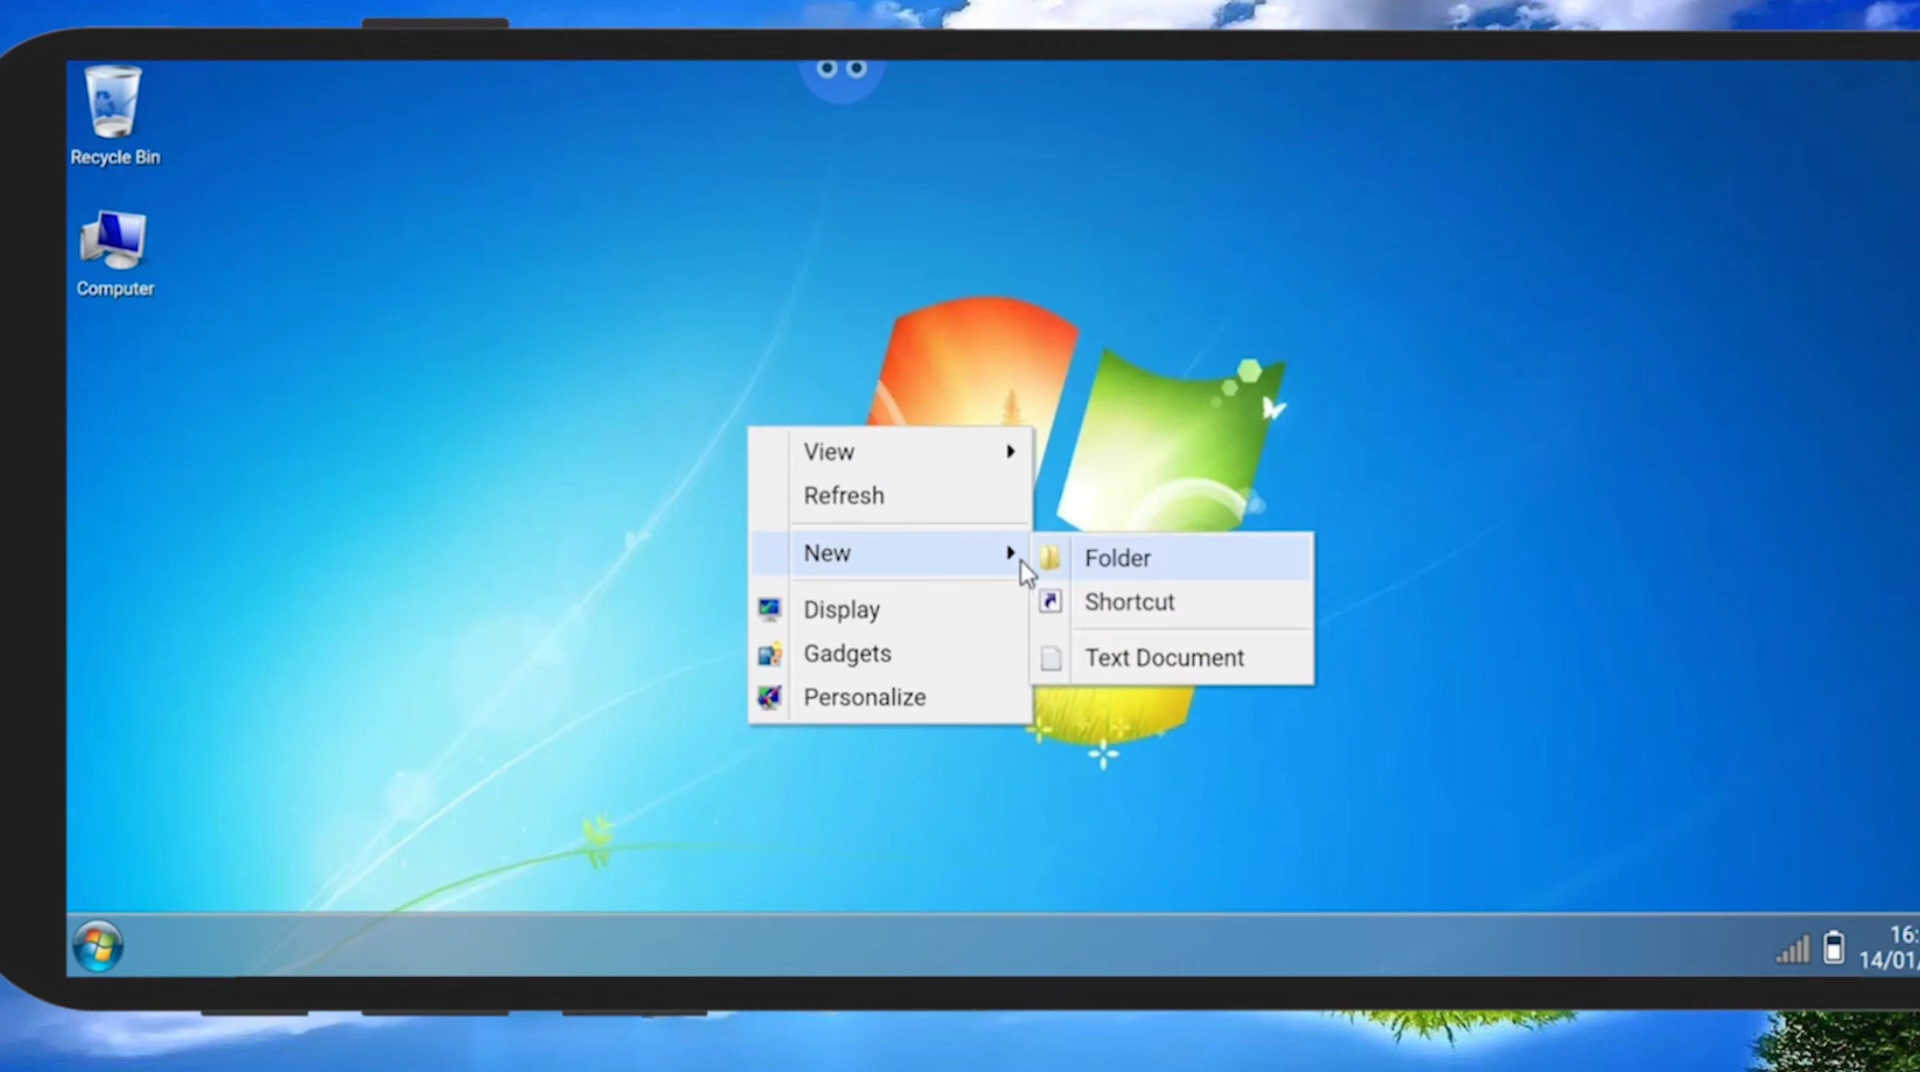 Recycle Bin
Computer
View
Refresh
New
Display
Gadgets
Personalize
Folder
Shortcut
Text Document
16:
14/01/